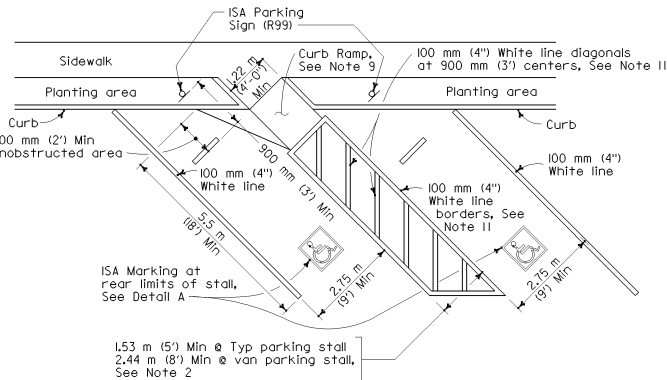 ISA Parking
Sign (R99)
Sidewalk
1.22 m
(4'-0")
Min
Curb Ramp,
See Note 9
100 mm (4") White line diagonals
at 900 mm (3') centers, See Note 11
Planting area
Planting area
Curb
Curb
00 mm (2') Min
nobstructed area
100 mm (4")
White line
900 mm (3') Min
100 mm (4")
White line
borders, See
Note 11
100 mm (4")
White line
5.5 m
(18') Min
ISA Marking at
rear limits of stall,
See Detail A
2.75 m
(9') Min
2.75 m
(9') Min
1.53 m (5') Min @ Typ parking stall
2.44 m (8') Min @ van parking stall,
See Note 2